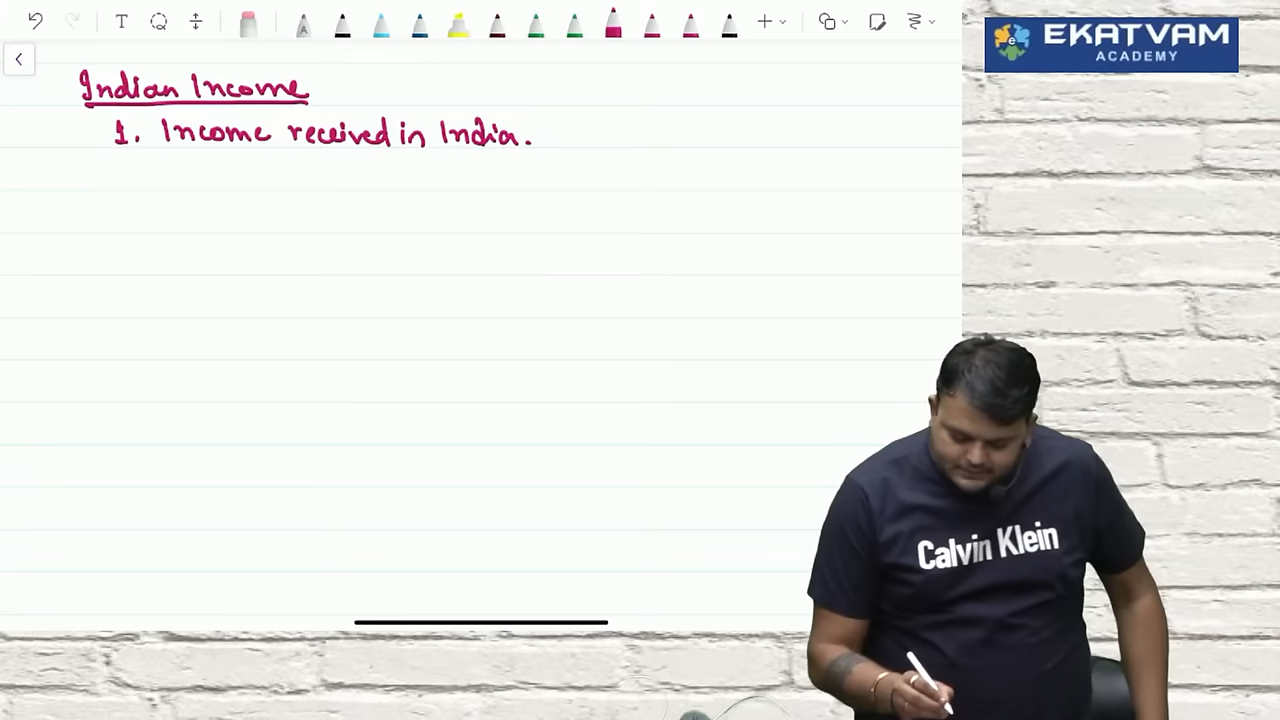 EKATVAM
ACADEMY
Indian Income
1. Income received in India.
Calvin Klein